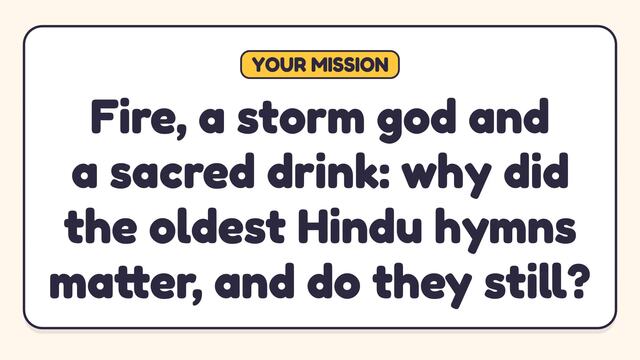 YOUR MISSION
Fire, a storm god and
a sacred drink: why did
the oldest Hindu hymns
matter, and do they still?